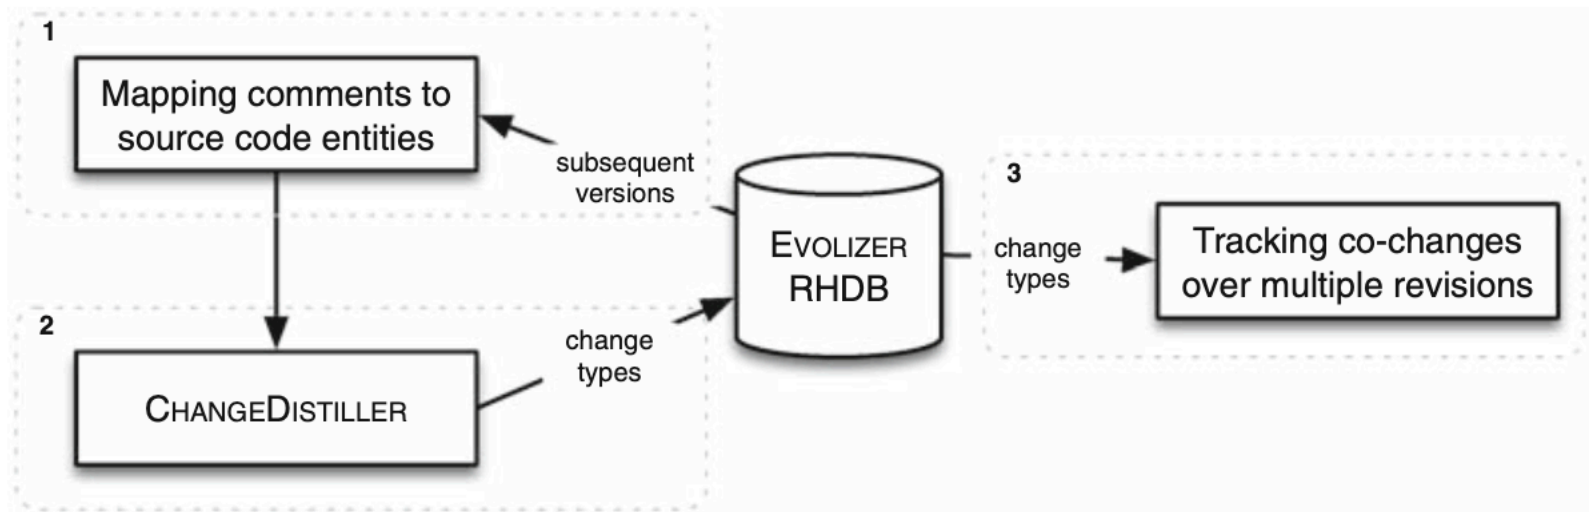 1
Mapping comments to
source code entities
subsequent
versions
2
CHANGEDISTILLER
change
types
EVOLIZER
RHDB
3
change
types
Tracking co-changes
over multiple revisions